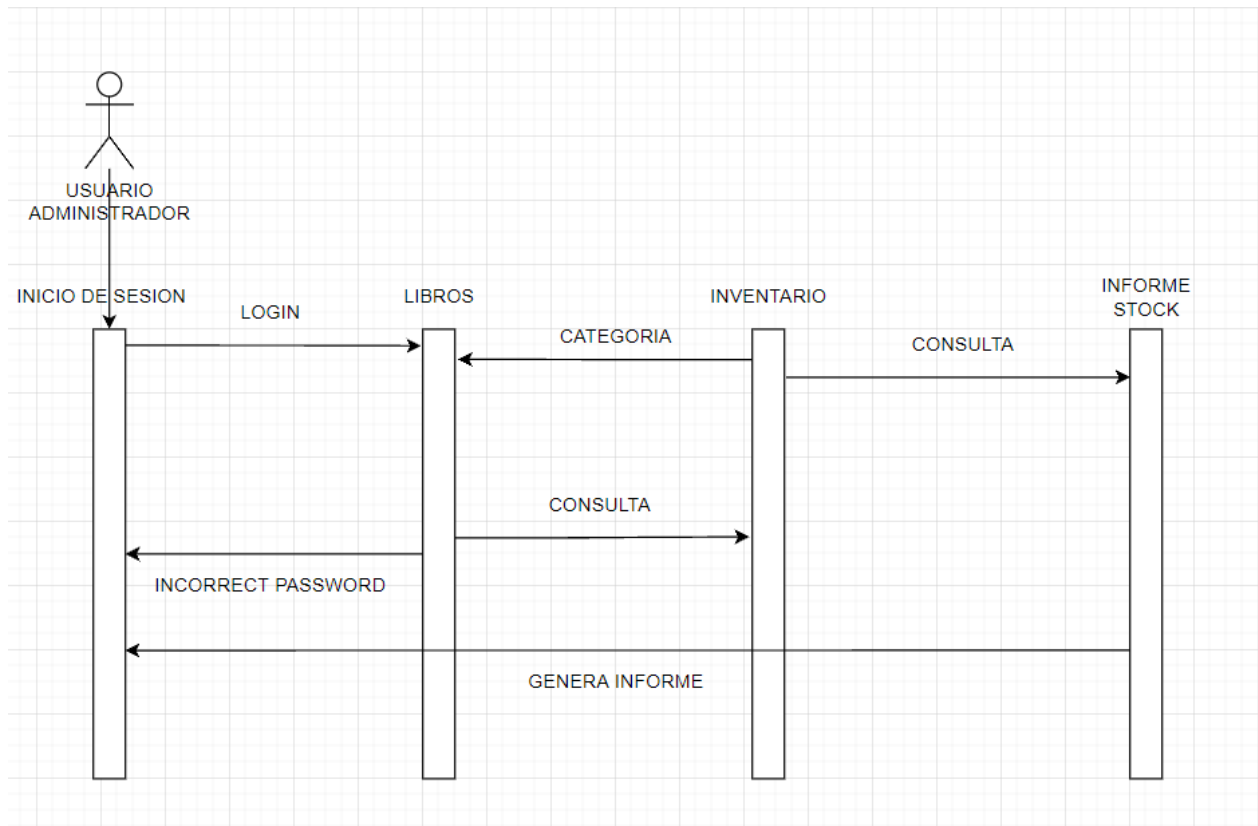 USUARIO
ADMINISTRADOR
INICIO DE SESION
LIBROS
INVENTARIO
INFORME
STOCK
LOGIN
CATEGORIA
CONSULTA
CONSULTA
INCORRECT PASSWORD
GENERA INFORME